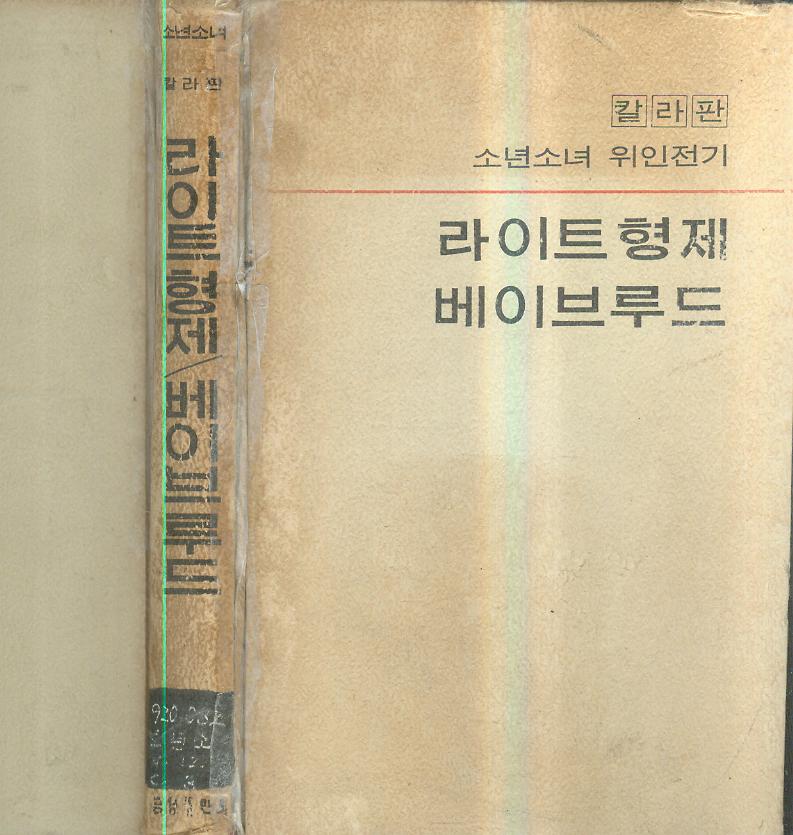 소년소녀
칼라판
라이트형제/베이브루드
칼라판
소년소녀 위인전기
라이트형제
베이브루드